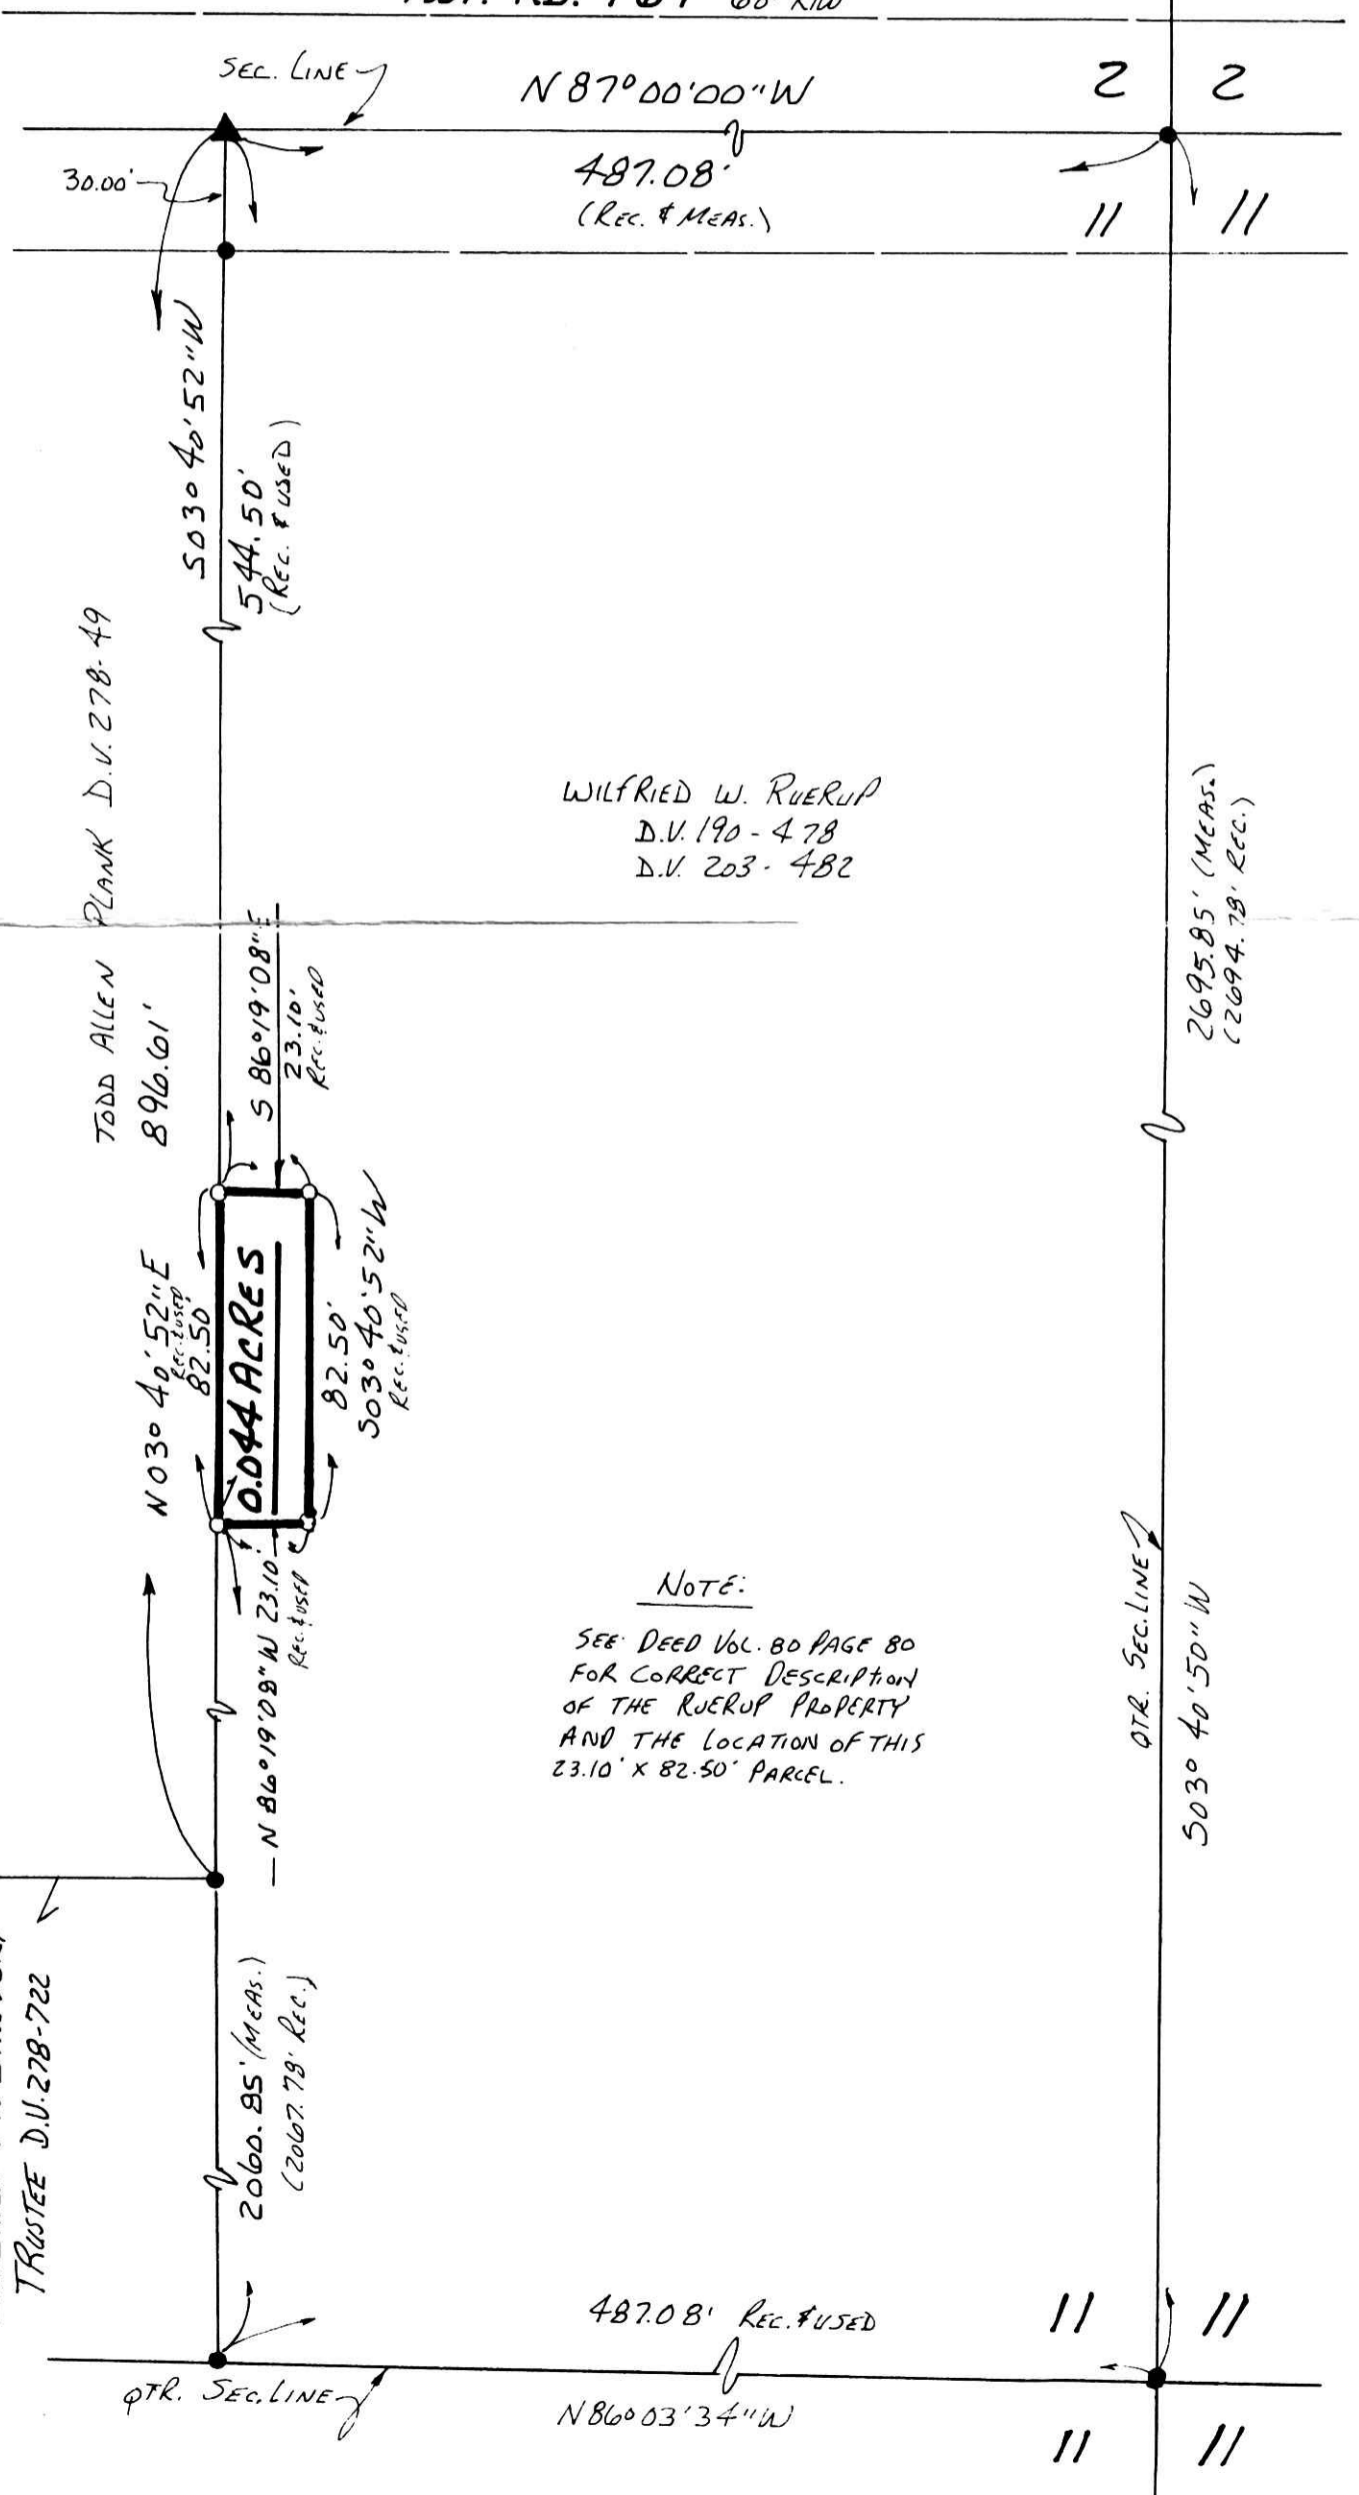 60' R/W
SEC. LINE
N 87° 00' 00" W
2 2
30.00'
487.08'
(REC. & MEAS.)
11 11
S 03° 40' 52" W
544.50'
(REC. & USED)
TODD ALLEN PLANK D.V. 278-49
896.61'
WILFRIED W. RUERUP
D.V. 190 - 478
D.V. 203 - 482
2695.85' (MEAS.)
(2694.78' REC.)
S 86° 19' 08" E
23.10'
REC. & USED
N 03° 40' 52" E
REC. & USED
82.50'
0.044 ACRES
82.50'
S 03° 40' 52" W
REC. & USED
N 86° 19' 08" W 23.10'
REC. & USED
NOTE:
SEE DEED VOL. 80 PAGE 80
FOR CORRECT DESCRIPTION
OF THE RUERUP PROPERTY
AND THE LOCATION OF THIS
23.10' X 82.50' PARCEL.
QTR. SEC. LINE
S 03° 40' 50" W
TRUSTEE D.V. 278-722
2060.85' (MEAS.)
(2067.78' REC.)
487.08' REC. & USED
11 11
QTR. SEC. LINE
N 86° 03' 34" W
11 11